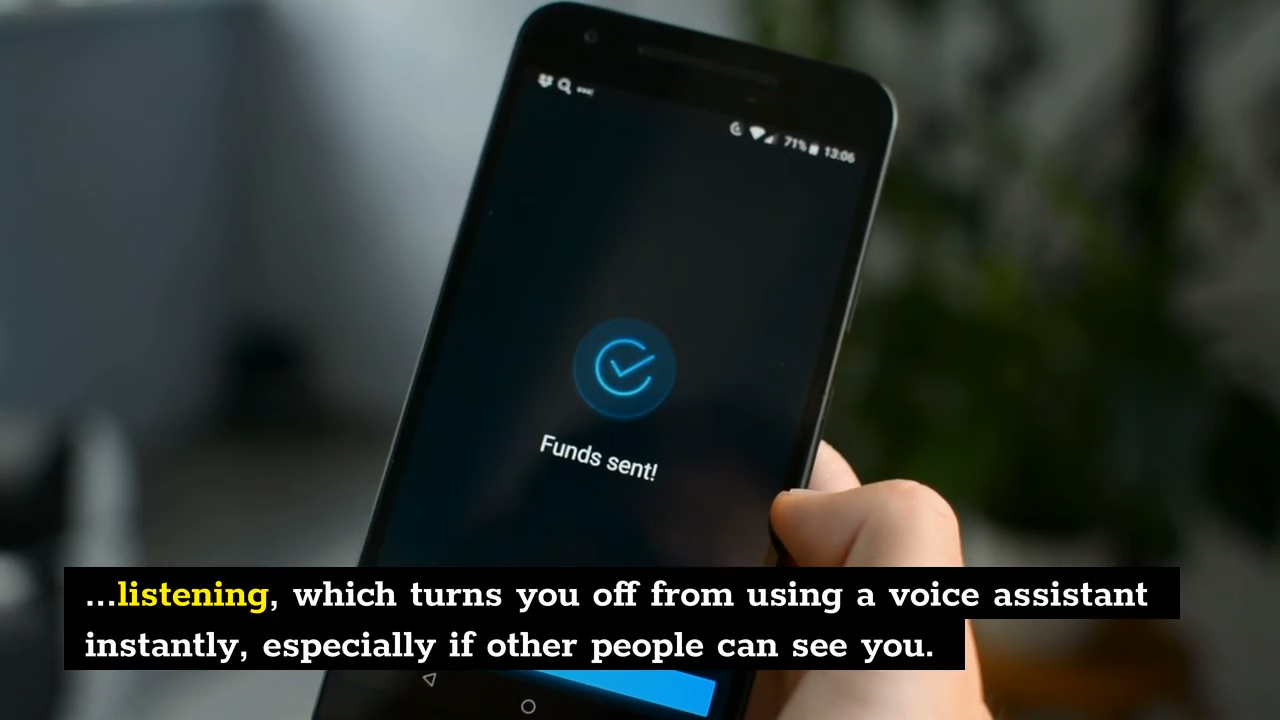 71% 13:06
Funds sent!
...listening, which turns you off from using a voice assistant
instantly, especially if other people can see you.